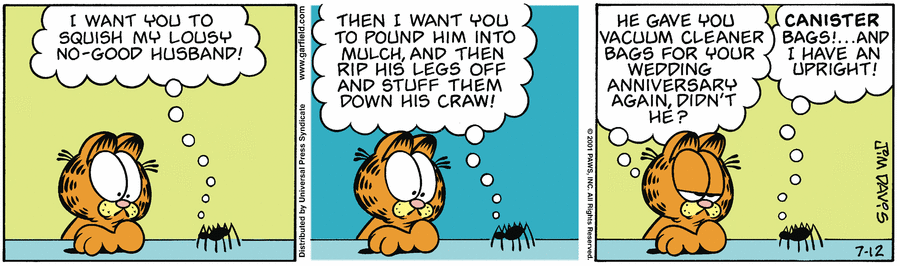 I WANT YOU TO
SQUISH MY LOUSY
NO-GOOD HUSBAND!
www.garfield.com
Distributed by Universal Press Syndicate
THEN I WANT YOU
TO POUND HIM INTO
MULCH, AND THEN
RIP HIS LEGS OFF
AND STUFF THEM
DOWN HIS CRAW!
© 2001 PAWS, INC. All Rights Reserved.
HE GAVE YOU
VACUUM CLEANER
BAGS FOR YOUR
WEDDING
ANNIVERSARY
AGAIN, DIDN'T
HE?
CANISTER
BAGS!...AND
I HAVE AN
UPRIGHT!
JIM DAVIS
7-12